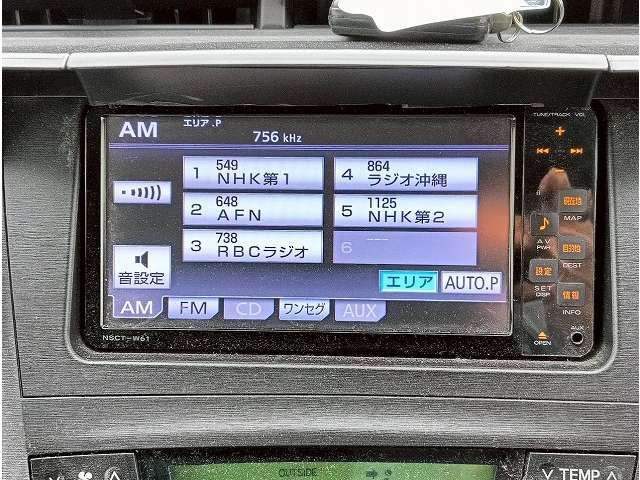 TUNE/TRACK VOL
AM
エリア.P
756 kHz
1 549 NHK第1
4 864 ラジオ沖縄
2 648 AFN
5 1125 NHK第2
3 738 RBCラジオ
6 ----
音設定
エリア
AUTO.P
AM
FM
CD
ワンセグ
AUX
NSCT-W61
現在地
MAP
AV
PWR
目的地
DEST
設定
SET
DISP
情報
INFO
OPEN
AUX
OUTSIDE
TEMP